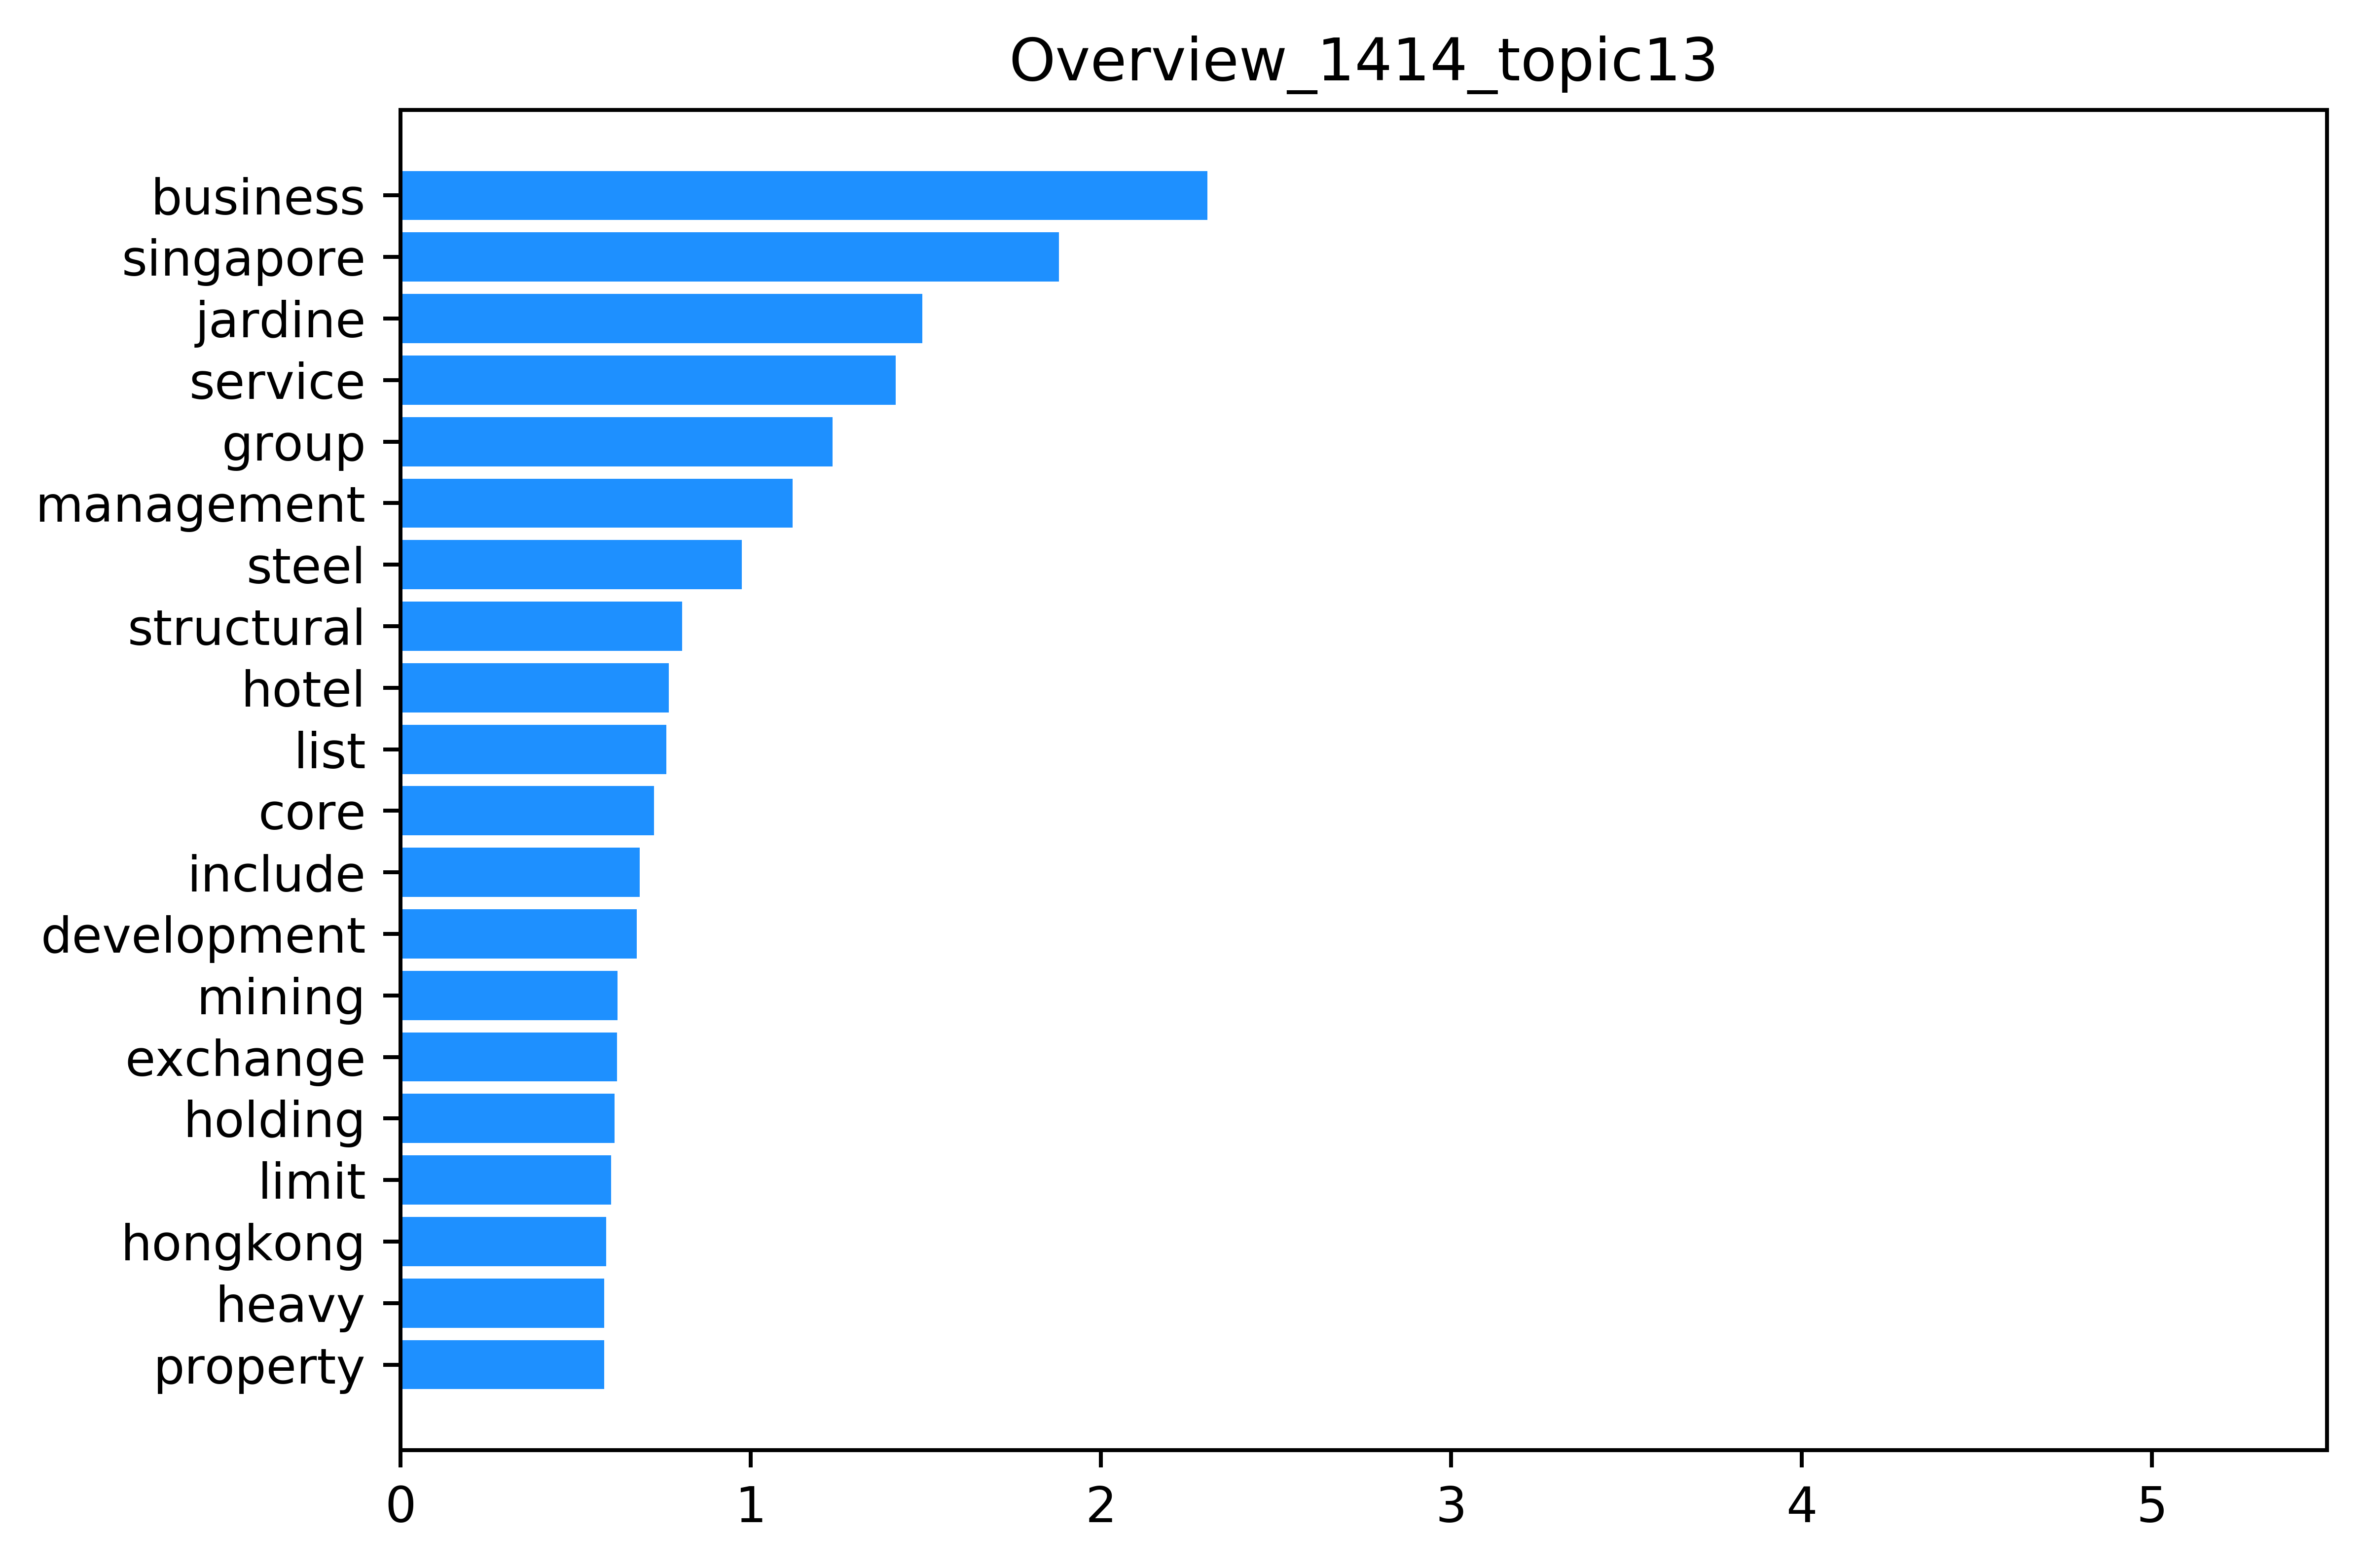 Overview_1414_topic13
business
singapore
jardine
service
group
management
steel
structural
hotel
list
core
include
development
mining
exchange
holding
limit
hongkong
heavy
property
0 1 2 3 4 5